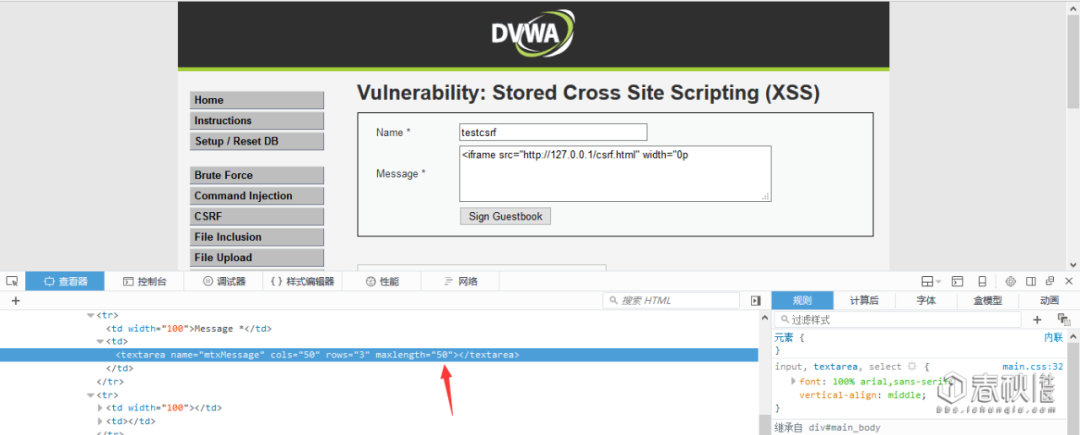 DVWA
Home
Instructions
Setup / Reset DB
Brute Force
Command Injection
CSRF
File Inclusion
File Upload
Vulnerability: Stored Cross Site Scripting (XSS)
Name *
testcsrf
Message *
<iframe src="http://127.0.0.1/csrf.html" width="0p
Sign Guestbook
查看器 控制台 调试器 {} 样式编辑器 性能 网络
+ 搜索 HTML
<tr>
<td width="100">Message *</td>
<td>
<textarea name="mtxMessage" cols="50" rows="3" maxlength="50"></textarea>
</td>
</tr>
<tr>
<td width="100"></td>
<td></td>
</tr>
规则 计算后 字体 盒模型 动画
过滤样式 +
元素 { 内联
}
input, textarea, select { main.css:32
font: 100% arial,sans-serif;
vertical-align: middle;
}
继承自 div#main_body
春秋
bbs.ichunqiu.com